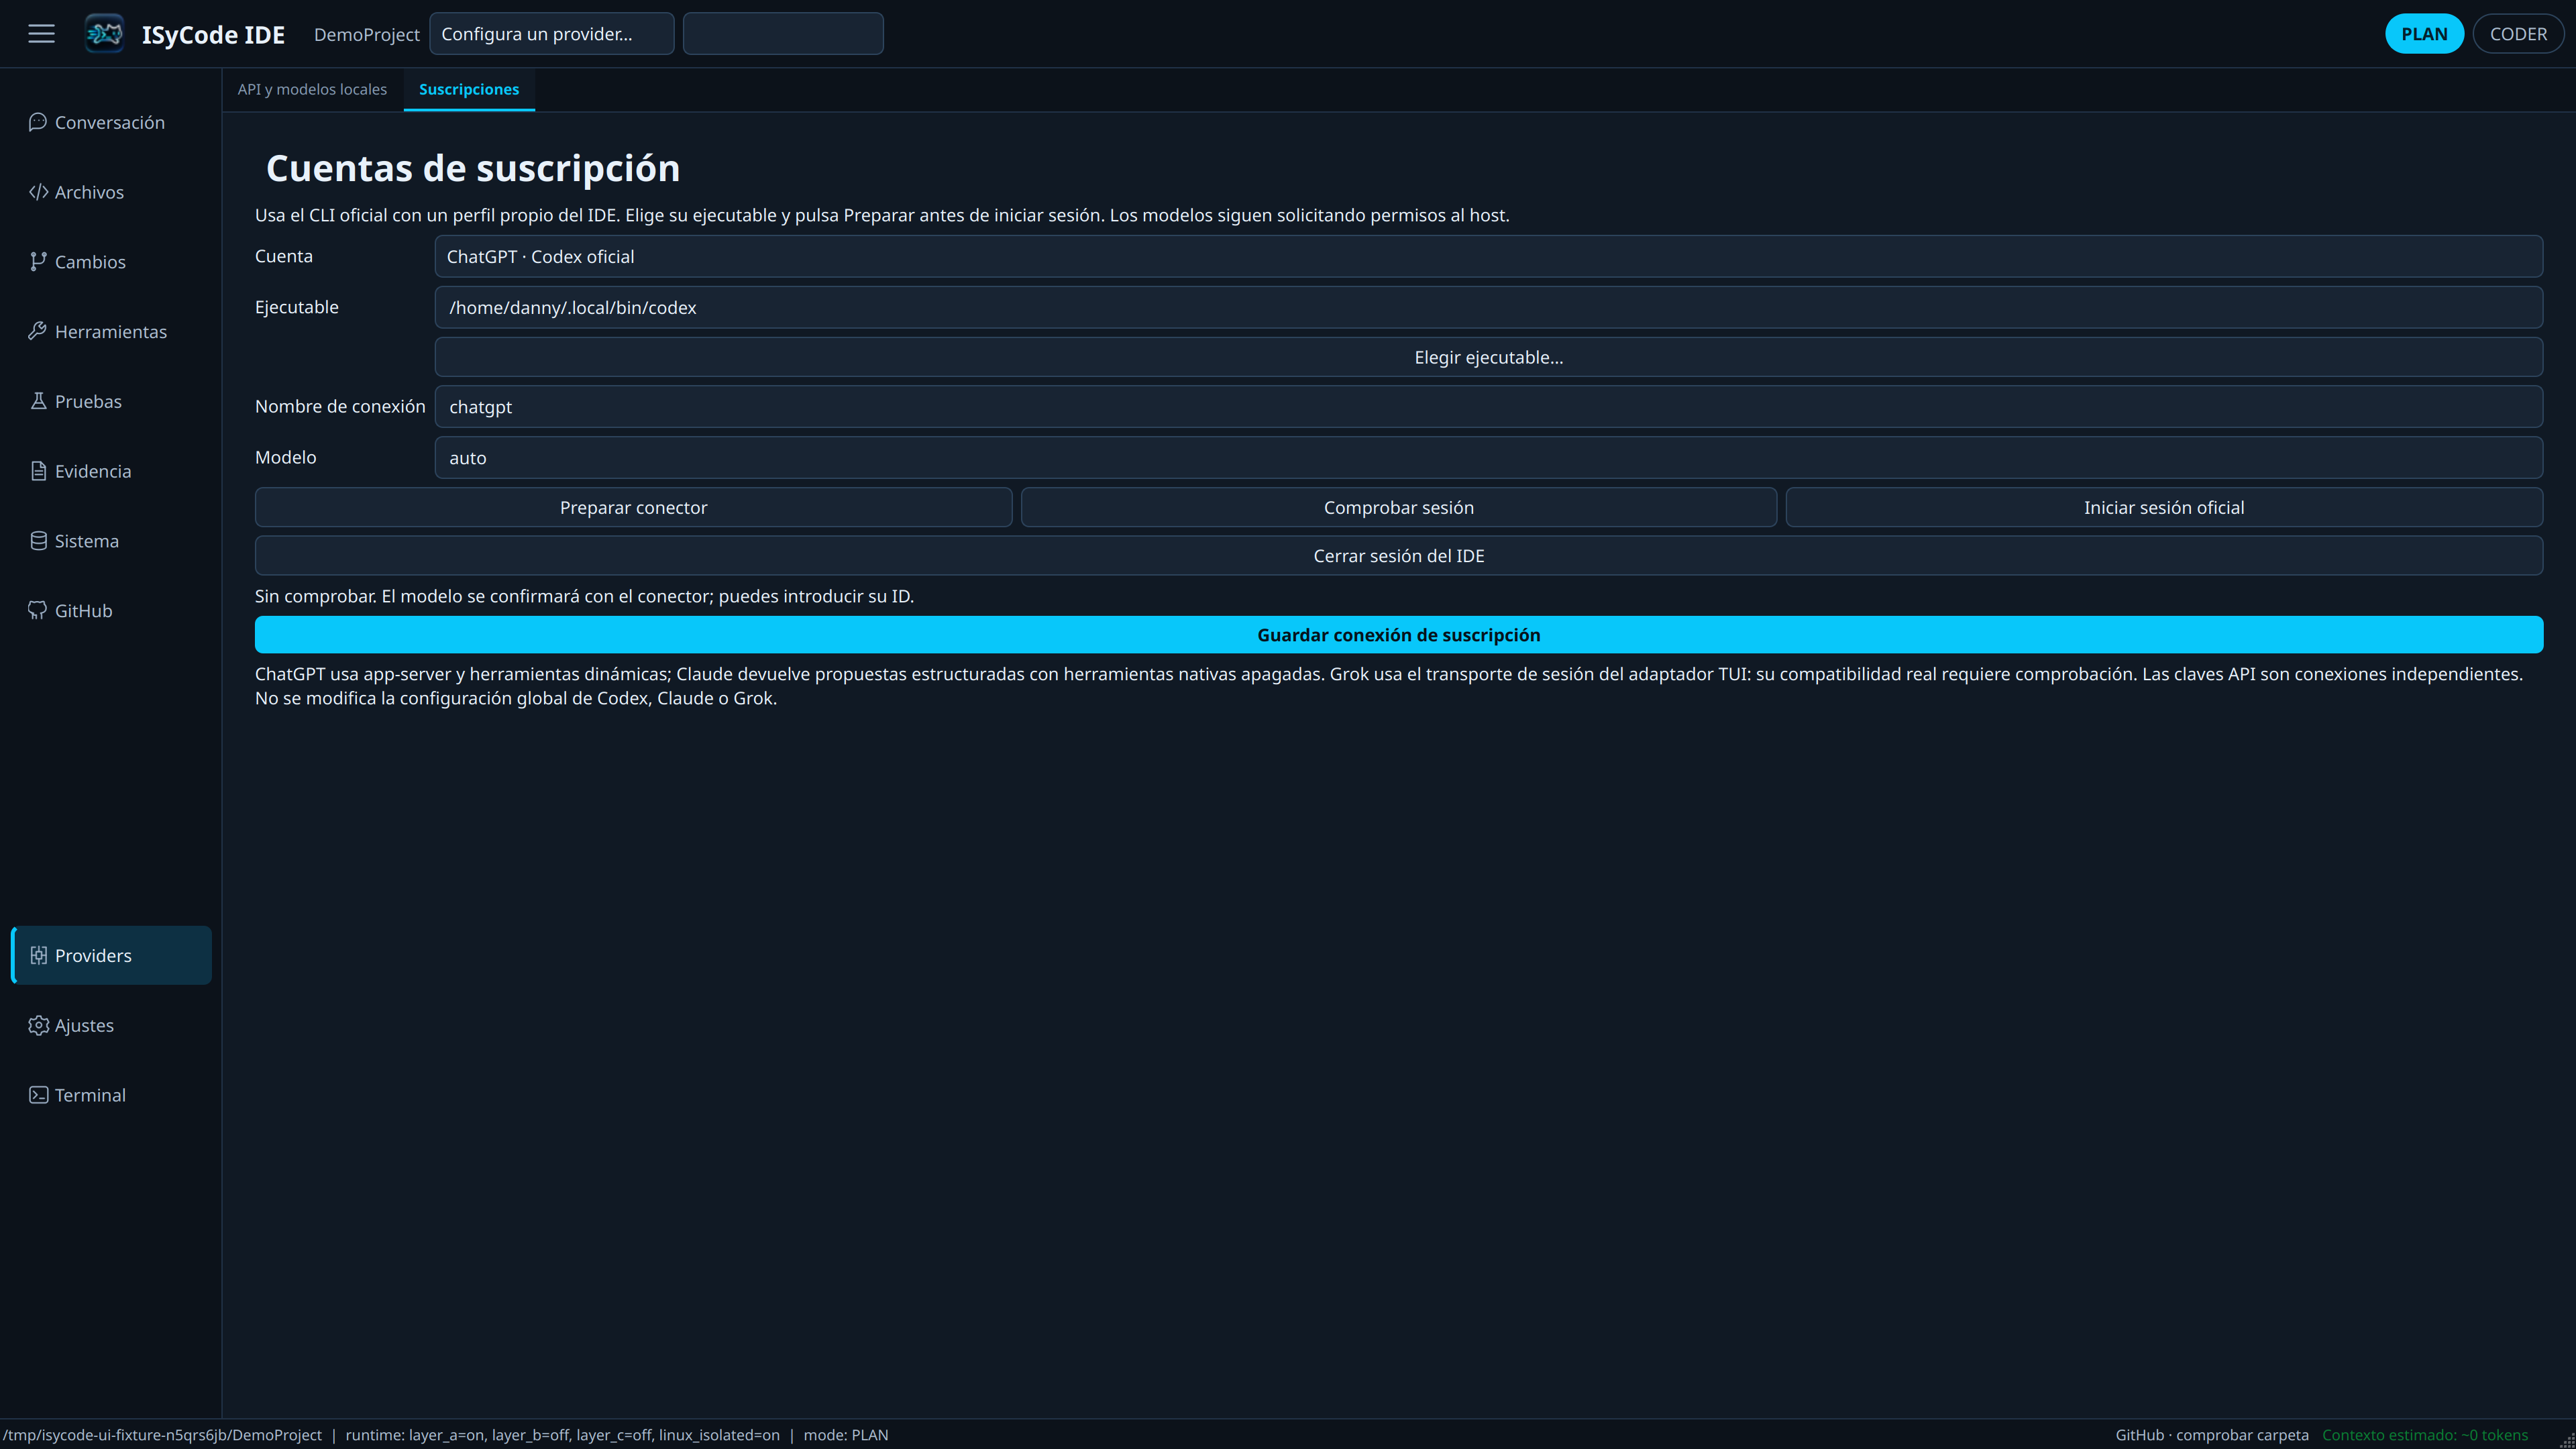 ISyCode IDE DemoProject Configura un provider... PLAN CODER
API y modelos locales Suscripciones
Conversación
Archivos
Cambios
Herramientas
Pruebas
Evidencia
Sistema
GitHub
Providers
Ajustes
Terminal
Cuentas de suscripción
Usa el CLI oficial con un perfil propio del IDE. Elige su ejecutable y pulsa Preparar antes de iniciar sesión. Los modelos siguen solicitando permisos al host.
Cuenta ChatGPT · Codex oficial
Ejecutable /home/danny/.local/bin/codex
Elegir ejecutable...
Nombre de conexión chatgpt
Modelo auto
Preparar conector Comprobar sesión Iniciar sesión oficial
Cerrar sesión del IDE
Sin comprobar. El modelo se confirmará con el conector; puedes introducir su ID.
Guardar conexión de suscripción
ChatGPT usa app-server y herramientas dinámicas; Claude devuelve propuestas estructuradas con herramientas nativas apagadas. Grok usa el transporte de sesión del adaptador TUI: su compatibilidad real requiere comprobación. Las claves API son conexiones independientes.
No se modifica la configuración global de Codex, Claude o Grok.
/tmp/isycode-ui-fixture-n5qrs6jb/DemoProject | runtime: layer_a=on, layer_b=off, layer_c=off, linux_isolated=on | mode: PLAN GitHub · comprobar carpeta Contexto estimado: ~0 tokens